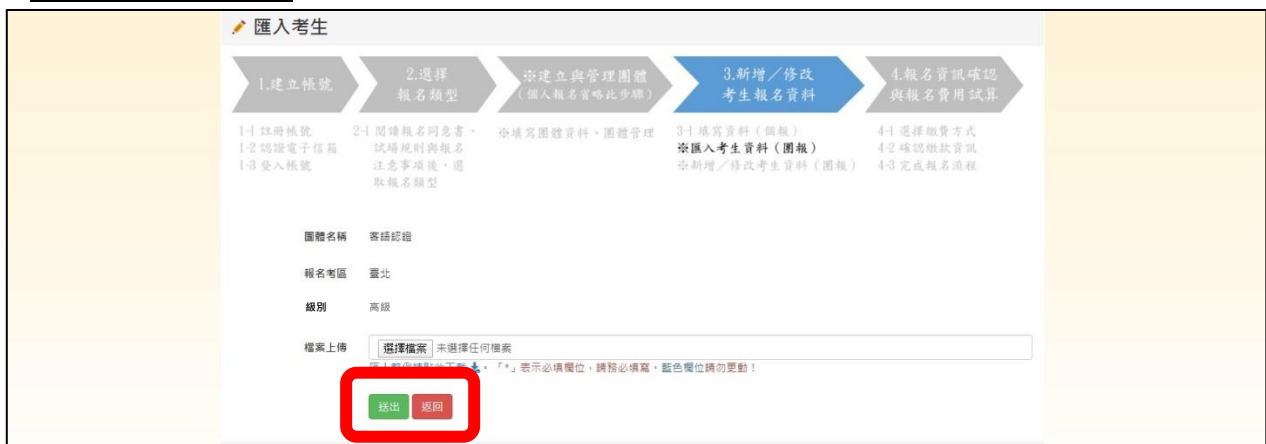 匯入考生
1.建立帳號
2.選擇
報名類型
※建立與管理團體
(個人報名省略此步驟)
3.新增／修改
考生報名資料
4.報名資訊確認
與報名費用試算
1-1 註冊帳號
1-2 認證電子信箱
1-3 登入帳號
2-1 閱讀報名同意書、
試場規則與報名
注意事項後，選
取報名類型
※填寫團體資料、團體管理
3-1 填寫資料（個報）
※匯入考生資料（團報）
※新增／修改考生資料（團報）
4-1 選擇繳費方式
4-2 確認繳款資訊
4-3 完成報名流程
團體名稱 客語認證
報名考區 臺北
級別 高級
檔案上傳 選擇檔案 未選擇任何檔案
匯入範例請點此下載。「*」表示必填欄位，請務必填寫。藍色欄位請勿更動！
送出 返回